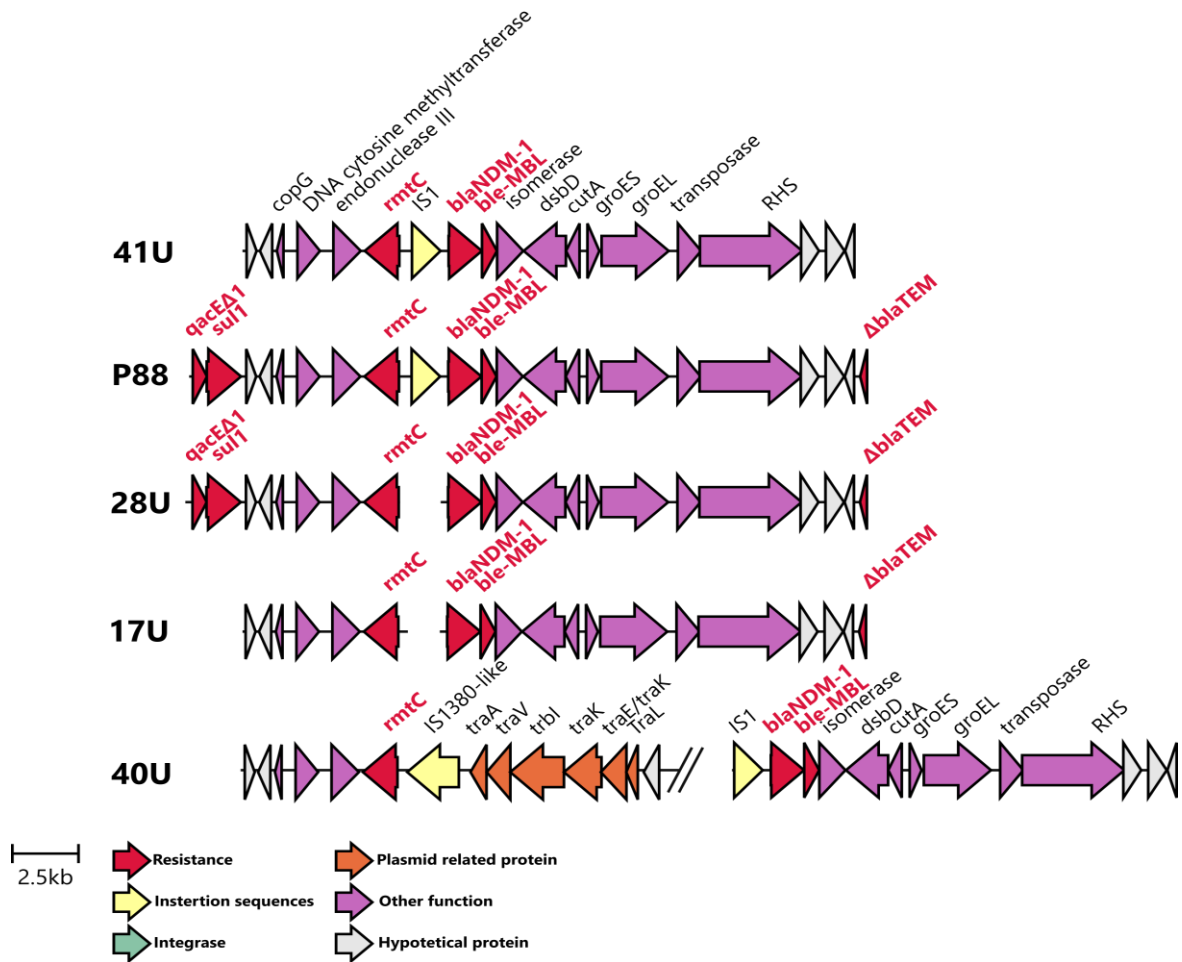 copG
DNA cytosine methyltransferase
endonuclease III
rmtC
IS1
blaNDM-1
ble-MBL
isomerase
dsbD
cutA
groES
groEL
transposase
RHS
41U
qacEΔ1
sul1
rmtC
blaNDM-1
ble-MBL
ΔblaTEM
P88
qacEΔ1
sul1
rmtC
blaNDM-1
ble-MBL
ΔblaTEM
28U
rmtC
blaNDM-1
ble-MBL
ΔblaTEM
17U
rmtC
IS1380-like
traA
traV
trbI
traK
traE/traK
TraL
IS1
blaNDM-1
ble-MBL
isomerase
dsbD
cutA
groES
groEL
transposase
RHS
40U
2.5kb
Resistance
Instertion sequences
Integrase
Plasmid related protein
Other function
Hypotetical protein